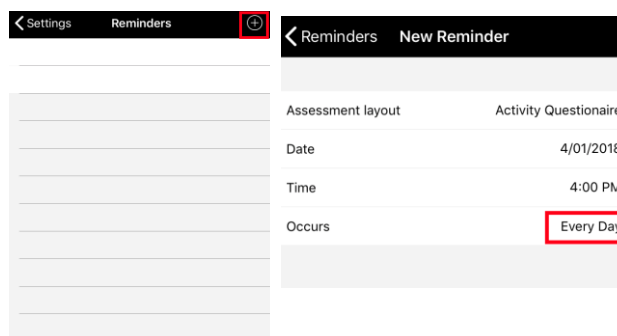 Settings Reminders
Reminders New Reminder
Assessment layout Activity Questionaire
Date 4/01/2018
Time 4:00 PM
Occurs Every Day